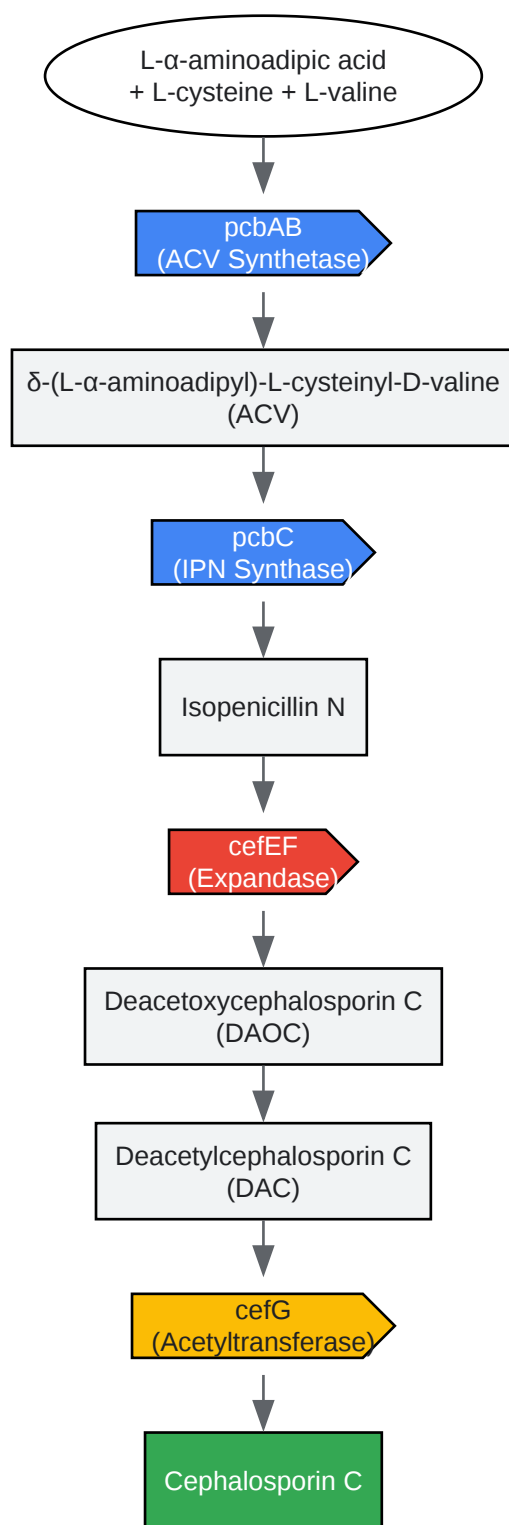 L-α-aminoadipic acid
+ L-cysteine + L-valine
pcbAB
(ACV Synthetase)
δ-(L-α-aminoadipyl)-L-cysteinyl-D-valine
(ACV)
pcbC
(IPN Synthase)
Isopenicillin N
cefEF
(Expandase)
Deacetoxycephalosporin C
(DAOC)
Deacetylcephalosporin C
(DAC)
cefG
(Acetyltransferase)
Cephalosporin C